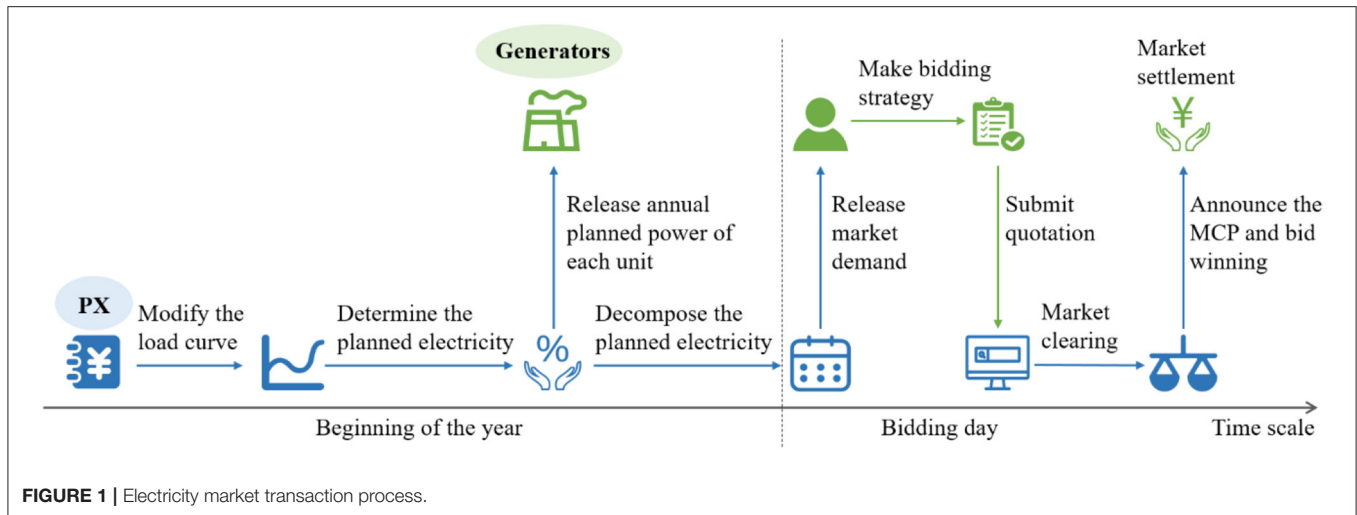 Generators
Make bidding
strategy
Market
settlement
¥
Release annual
planned power of
each unit
Release
market
demand
Submit
quotation
Announce the
MCP and bid
winning
PX
¥
Modify the
load curve
Determine the
planned electricity
%
Decompose the
planned electricity
Market
clearing
Beginning of the year
Bidding day
Time scale
FIGURE 1 | Electricity market transaction process.